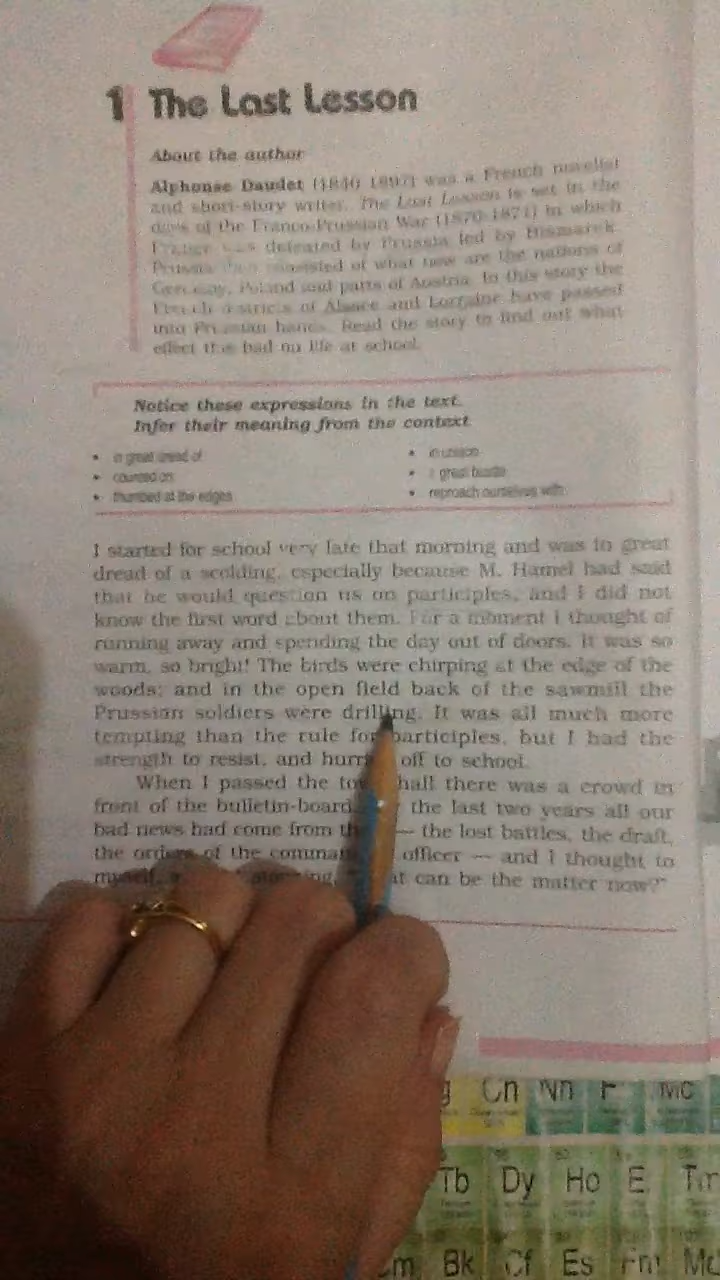 1 The Last Lesson
About the author
Alphonse Daudet (1840-1897) was a French novelist
and short-story writer. The Last Lesson is set in the
days of the Franco-Prussian War (1870-1871) in which
France was defeated by Prussia led by Bismarck.
Prussia then consisted of what now are the nations of
Germany, Poland and parts of Austria. In this story the
French districts of Alsace and Lorraine have passed
into Prussian hands. Read the story to find out what
effect this had on life at school.
Notice these expressions in the text.
Infer their meaning from the context
• in great dread of
• counted on
• thumbed at the edges
• in unison
• a great bustle
• reproach ourselves with
I started for school very late that morning and was in great
dread of a scolding, especially because M. Hamel had said
that he would question us on participles, and I did not
know the first word about them. For a moment I thought of
running away and spending the day out of doors. It was so
warm, so bright! The birds were chirping at the edge of the
woods; and in the open field back of the sawmill the
Prussian soldiers were drilling. It was all much more
tempting than the rule for participles, but I had the
strength to resist, and hurried off to school.
When I passed the town hall there was a crowd in
front of the bulletin-board. the last two years all our
bad news had come from — the lost battles, the draft,
the orders of the officer — and I thought to
myself, can be the matter now?"
Cn Nh F Mc
Tb Dy Ho E Tm
Cm Bk Cf Es Fm Md